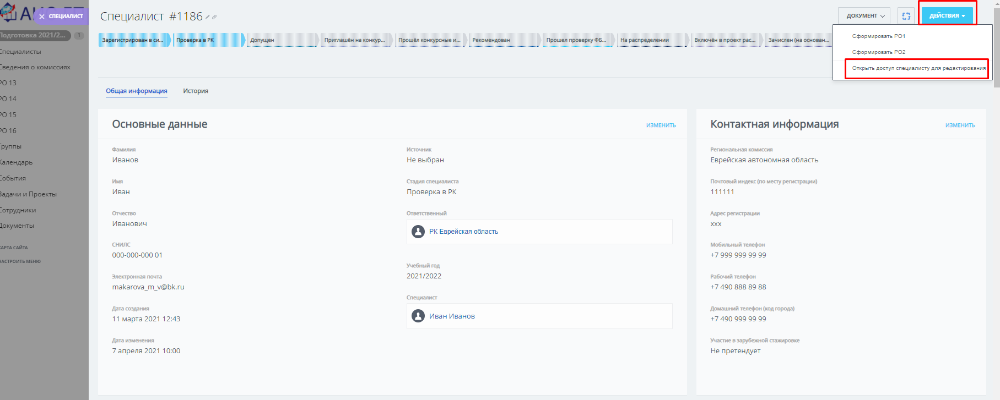 СПЕЦИАЛИСТ
Специалист #1186
ДОКУМЕНТ
ДЕЙСТВИЯ
Сформировать РО1
Сформировать РО2
Открыть доступ специалисту для редактирования
Зарегистрирован в си...
Проверка в РК
Допущен
Приглашён на конкур...
Прошёл конкурсные и...
Рекомендован
Прошел проверку ФБ...
На распределении
Включён в проект рас...
Зачислен (на основан...
Подготовка 2021/2...
1
Специалисты
Сведения о комиссиях
РО 13
РО 14
РО 15
РО 16
Группы
Календарь
События
Задачи и Проекты
Сотрудники
Документы
КАРТА САЙТА
НАСТРОИТЬ МЕНЮ
Общая информация
История
Основные данные
ИЗМЕНИТЬ
Фамилия
Иванов
Имя
Иван
Отчество
Иванович
СНИЛС
000-000-000 01
Электронная почта
makarova_m_v@bk.ru
Дата создания
11 марта 2021 12:43
Дата изменения
7 апреля 2021 10:00
Источник
Не выбран
Стадия специалиста
Проверка в РК
Ответственный
РК Еврейская область
Учебный год
2021/2022
Специалист
Иван Иванов
Контактная информация
ИЗМЕНИТЬ
Региональная комиссия
Еврейская автономная область
Почтовый индекс (по месту регистрации)
111111
Адрес регистрации
xxx
Мобильный телефон
+7 999 999 99 99
Рабочий телефон
+7 490 888 89 88
Домашний телефон (код города)
+7 490 999 99 99
Участие в зарубежной стажировке
Не претендует